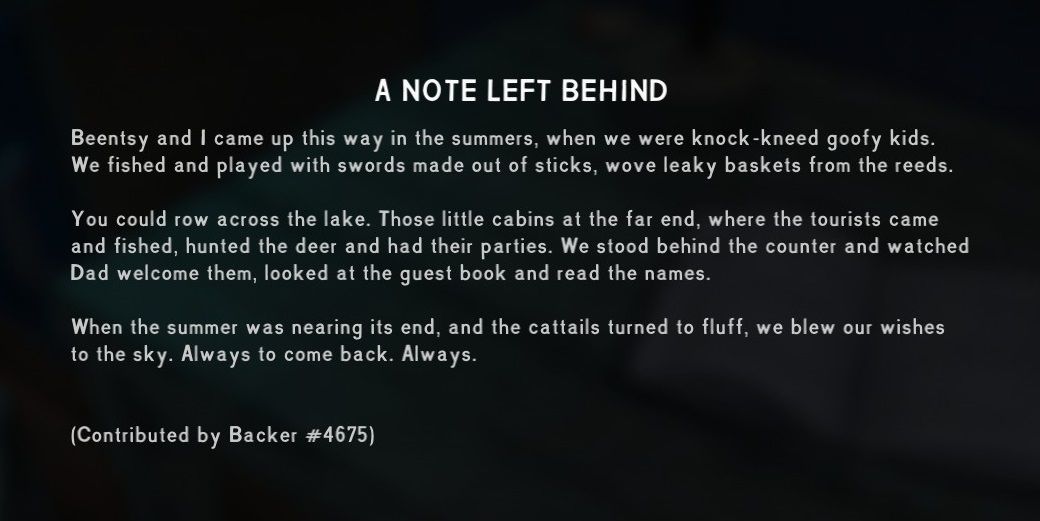 A NOTE LEFT BEHIND
Beentsy and I came up this way in the summers, when we were knock-kneed goofy kids.
We fished and played with swords made out of sticks, wove leaky baskets from the reeds.
You could row across the lake. Those little cabins at the far end, where the tourists came
and fished, hunted the deer and had their parties. We stood behind the counter and watched
Dad welcome them, looked at the guest book and read the names.
When the summer was nearing its end, and the cattails turned to fluff, we blew our wishes
to the sky. Always to come back. Always.
(Contributed by Backer #4675)